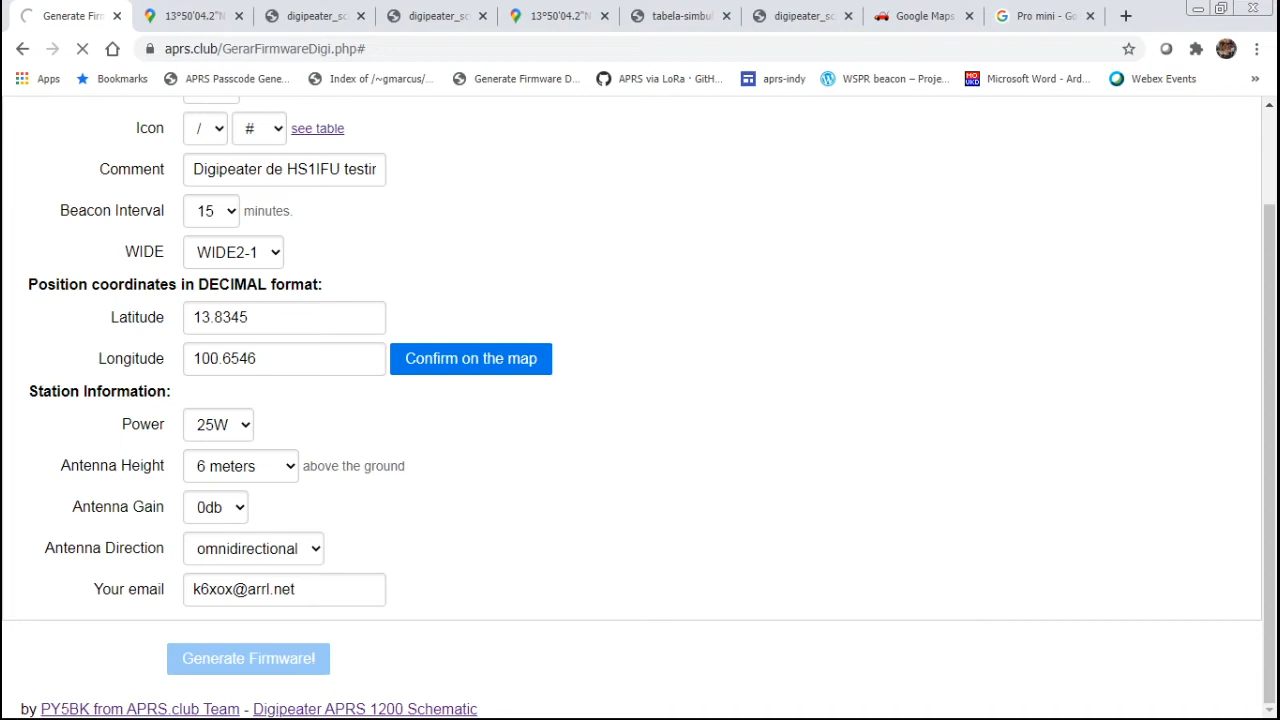 Generate Fir
13°50'04.2"N
digipeater_sc
digipeater_sc
13°50'04.2"N
tabela-simbul
digipeater_sc
Google Maps
Pro mini - Go
aprs.club/GerarFirmwareDigi.php#
Apps
Bookmarks
APRS Passcode Gene...
Index of /~gmarcus/...
Generate Firmware D...
APRS via LoRa · GitH...
aprs-indy
WSPR beacon – Proje...
Microsoft Word - Ard...
Webex Events
»
Icon / # see table
Comment Digipeater de HS1IFU testir
Beacon Interval 15 minutes.
WIDE WIDE2-1
Position coordinates in DECIMAL format:
Latitude 13.8345
Longitude 100.6546 Confirm on the map
Station Information:
Power 25W
Antenna Height 6 meters above the ground
Antenna Gain 0db
Antenna Direction omnidirectional
Your email k6xox@arrl.net
Generate Firmware!
by PY5BK from APRS.club Team - Digipeater APRS 1200 Schematic